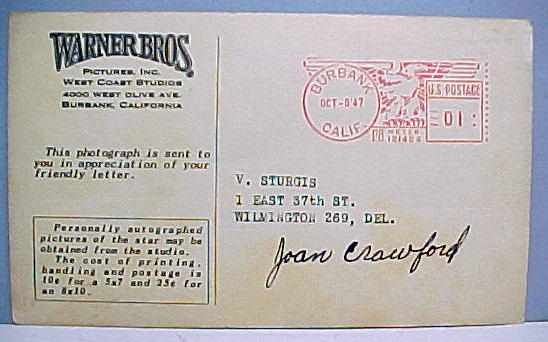 WARNER BROS.
PICTURES, INC.
WEST COAST STUDIOS
4000 WEST OLIVE AVE.
BURBANK, CALIFORNIA
This photograph is sent to
you in appreciation of your
friendly letter.
Personally autographed
pictures of the star may be
obtained from the studio.
The cost of printing,
handling and postage is
10¢ for a 5x7 and 25¢ for
an 8x10.
BURBANK
OCT-
'47
CALIF.
U.S. POSTAGE
01
PB METER
V. STURGIS
1 EAST 37th ST.
WILMINGTON 269, DEL.
Joan Crawford